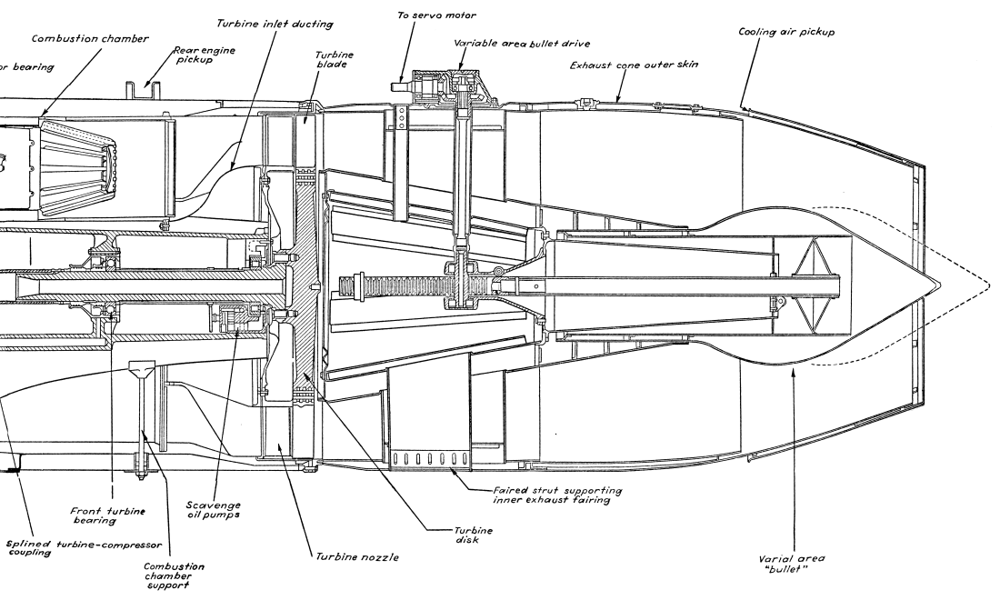 To servo motor
Turbine inlet ducting
Cooling air pickup
Combustion chamber
Variable area bullet drive
Rear engine
pickup
Turbine
blade
Exhaust cone outer skin
or bearing
Faired strut supporting
inner exhaust fairing
Front turbine
bearing
Scavenge
oil pumps
Turbine
disk
Splined turbine-compressor
coupling
Turbine nozzle
Varial area
"bullet"
Combustion
chamber
support